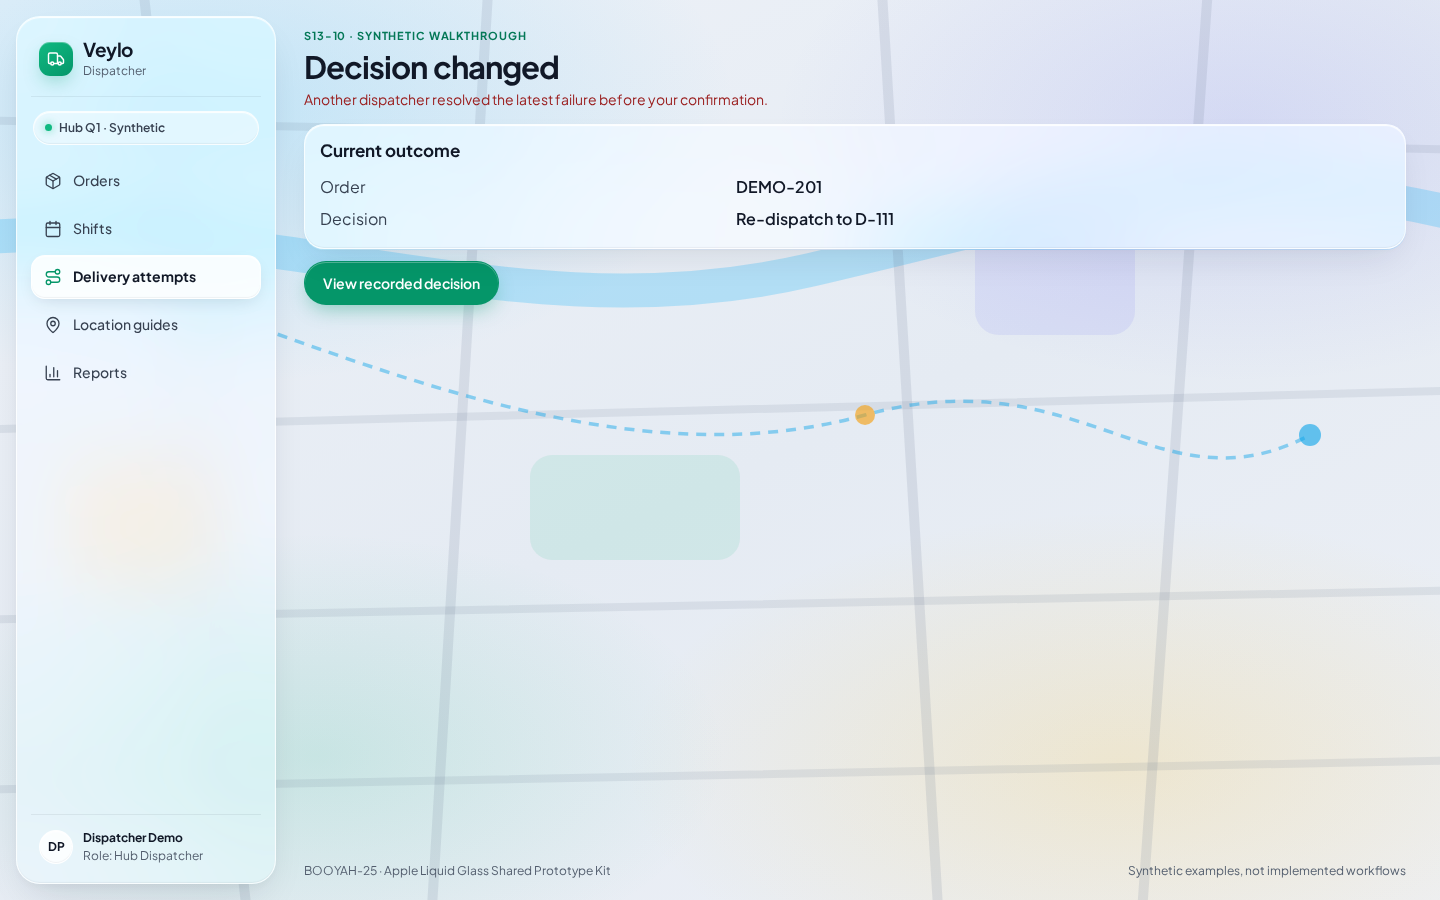 Veylo
Dispatcher
Hub Q1 · Synthetic
Orders
Shifts
Delivery attempts
Location guides
Reports
DP
Dispatcher Demo
Role: Hub Dispatcher
S13-10 · SYNTHETIC WALKTHROUGH
Decision changed
Another dispatcher resolved the latest failure before your confirmation.
Current outcome
Order DEMO-201
Decision Re-dispatch to D-111
View recorded decision
BOOYAH-25 · Apple Liquid Glass Shared Prototype Kit
Synthetic examples, not implemented workflows